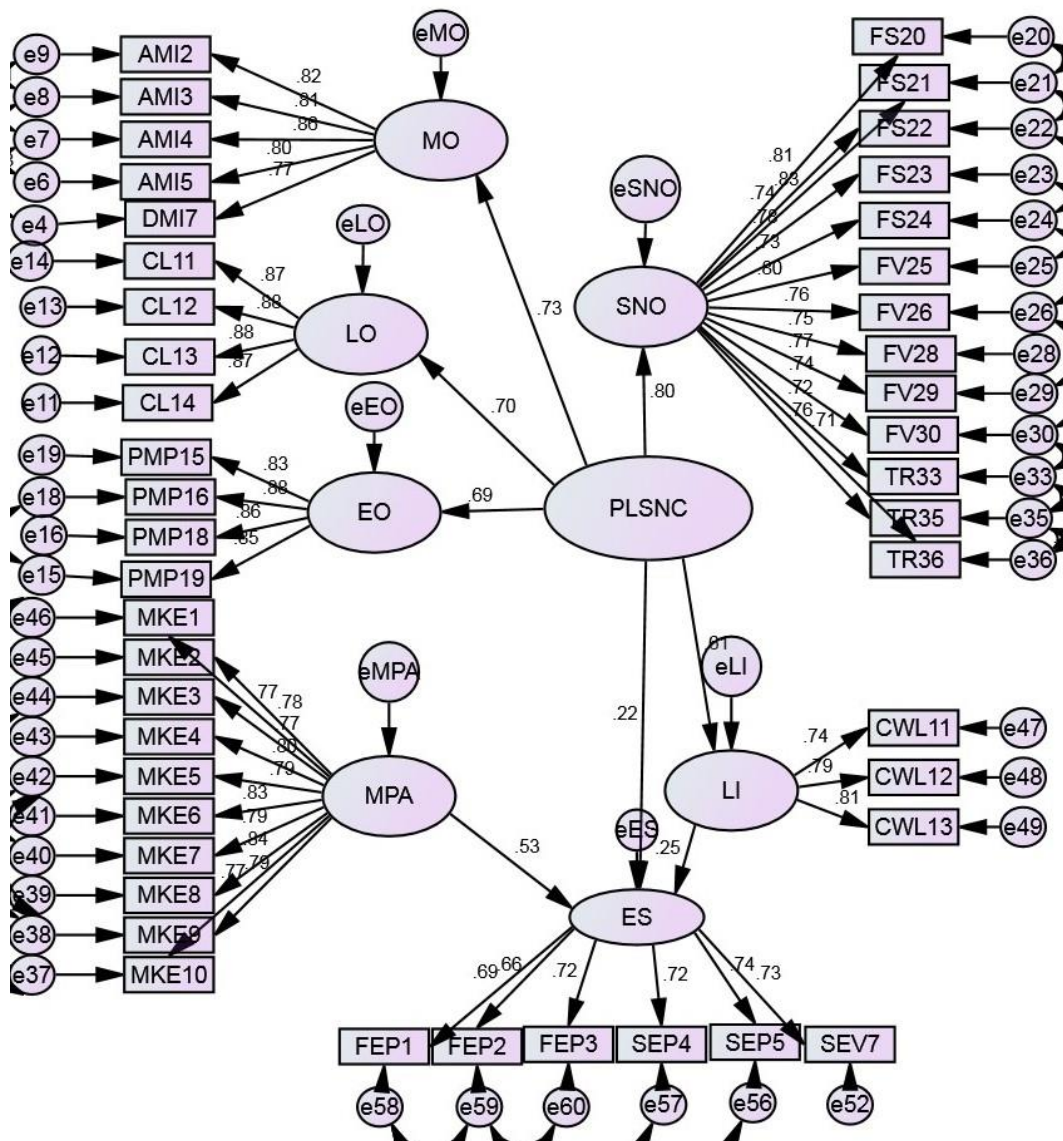 eMO
e9 AMI2
e8 AMI3
e7 AMI4
e6 AMI5
e4 DMI7
.82
.81
.86
.80
.77
MO
e14 CL11
e13 CL12
e12 CL13
e11 CL14
eLO
.87
.88
.88
.87
LO
e19 PMP15
e18 PMP16
e16 PMP18
e15 PMP19
eEO
.83
.88
.86
.85
EO
.73
.70
.69
.80
PLSNC
eSNO
SNO
.81
.74
.83
.78
.73
.80
.76
.75
.77
.74
.72
.76
.71
FS20 e20
FS21 e21
FS22 e22
FS23 e23
FS24 e24
FV25 e25
FV26 e26
FV28 e28
FV29 e29
FV30 e30
TR33 e33
TR35 e35
TR36 e36
e46 MKE1
e45 MKE2
e44 MKE3
e43 MKE4
e42 MKE5
e41 MKE6
e40 MKE7
e39 MKE8
e38 MKE9
e37 MKE10
eMPA
.77
.78
.77
.80
.79
.83
.79
.84
.79
.77
MPA
.53
.22
eLI
LI
.74
.79
.81
CWL11 e47
CWL12 e48
CWL13 e49
eES
.25
ES
.69
.66
.72
.72
.74
.73
FEP1 FEP2 FEP3 SEP4 SEP5 SEV7
e58 e59 e60 e57 e56 e52